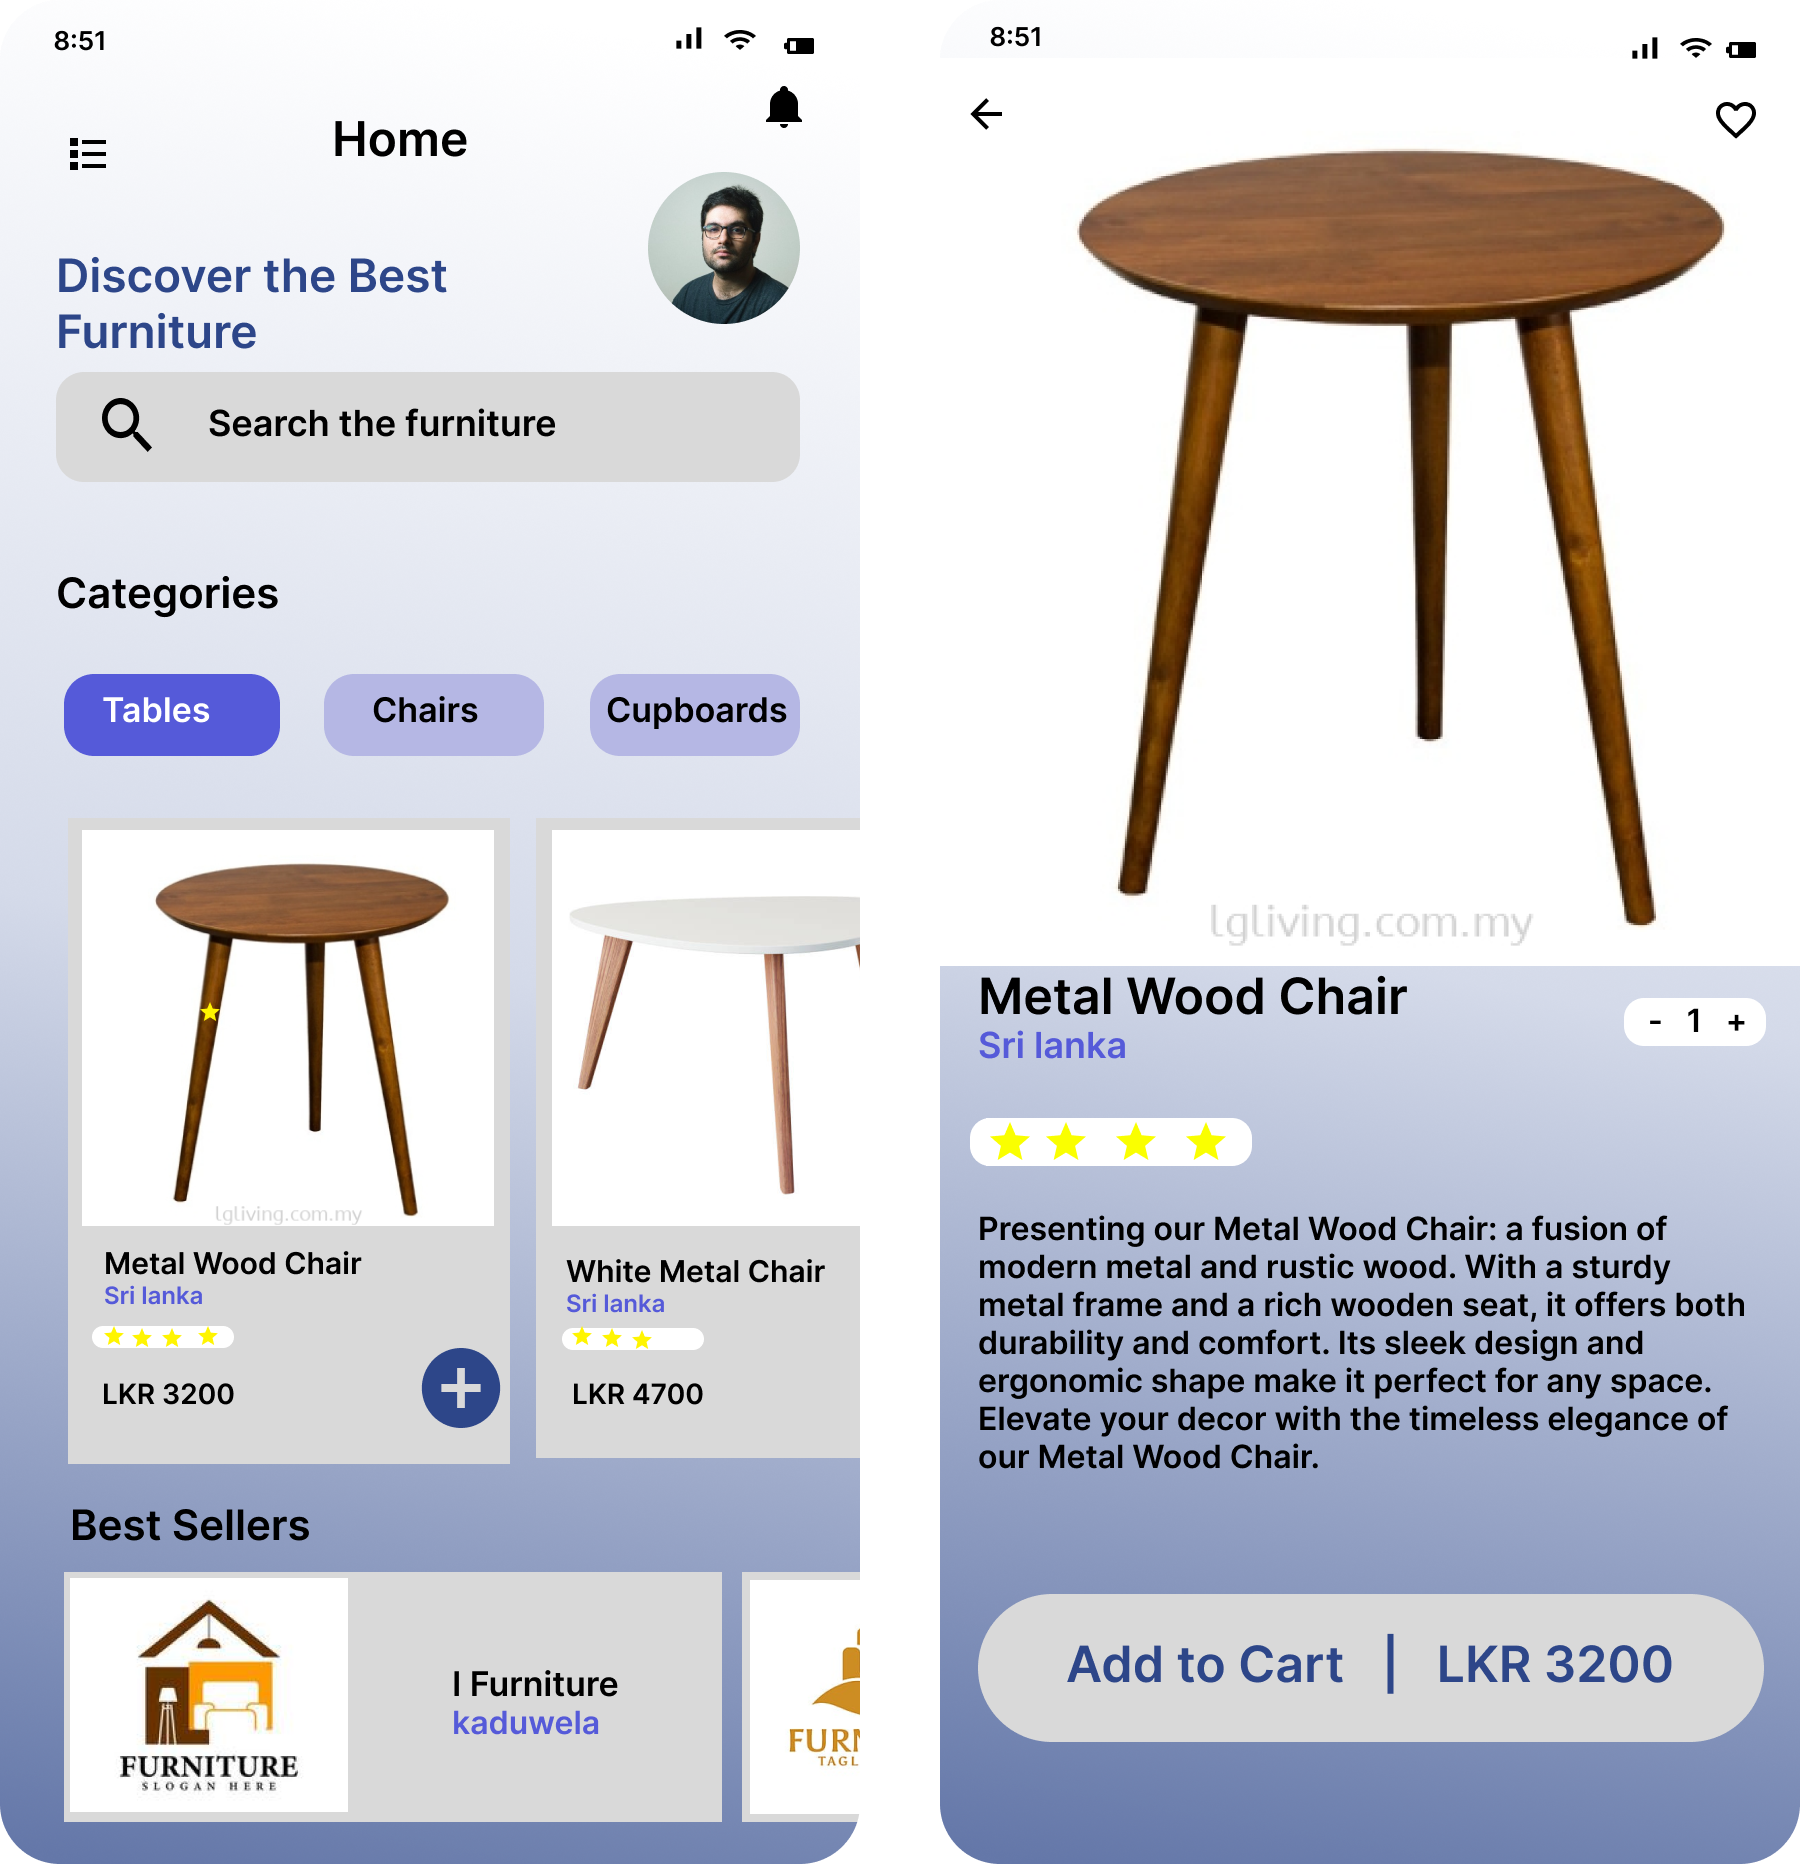 8:51
Home
Discover the Best
Furniture
Search the furniture
Categories
Tables
Chairs
Cupboards
lgliving.com.my
Metal Wood Chair
Sri lanka
LKR 3200
White Metal Chair
Sri lanka
LKR 4700
Best Sellers
FURNITURE
SLOGAN HERE
I Furniture
kaduwela
FURN
TAGL
8:51
lgliving.com.my
Metal Wood Chair
Sri lanka
- 1 +
Presenting our Metal Wood Chair: a fusion of
modern metal and rustic wood. With a sturdy
metal frame and a rich wooden seat, it offers both
durability and comfort. Its sleek design and
ergonomic shape make it perfect for any space.
Elevate your decor with the timeless elegance of
our Metal Wood Chair.
Add to Cart | LKR 3200